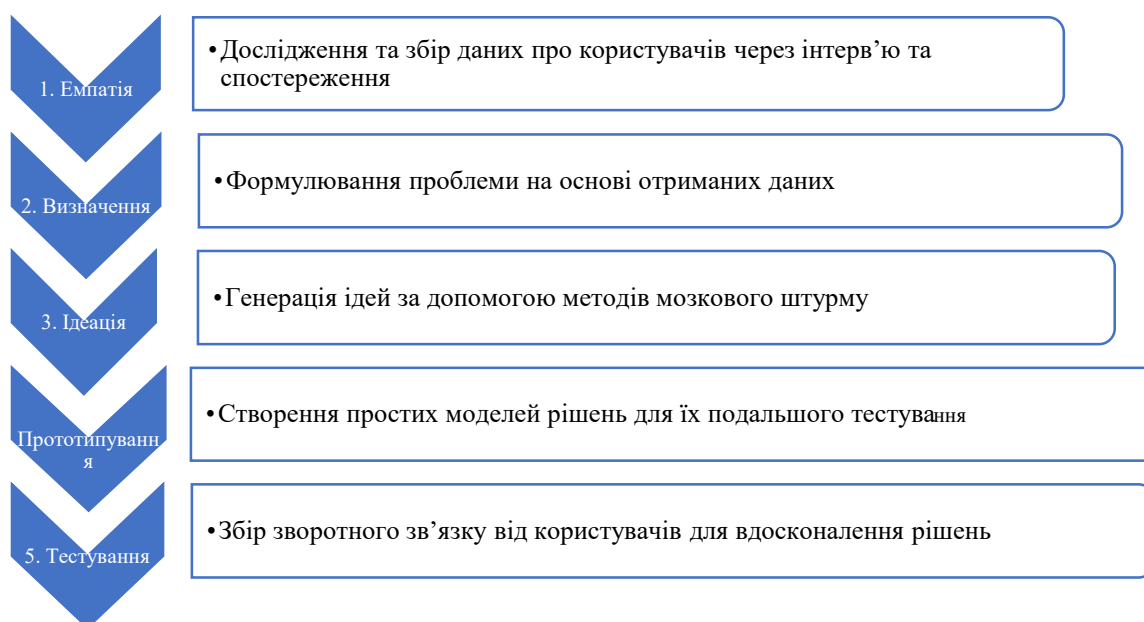 1. Емпатія
•Дослідження та збір даних про користувачів через інтерв’ю та
спостереження
2. Визначення
•Формулювання проблеми на основі отриманих даних
3. Ідеація
•Генерація ідей за допомогою методів мозкового штурму
Прототипуванн
я
•Створення простих моделей рішень для їх подальшого тестування
5. Тестування
•Збір зворотного зв’язку від користувачів для вдосконалення рішень